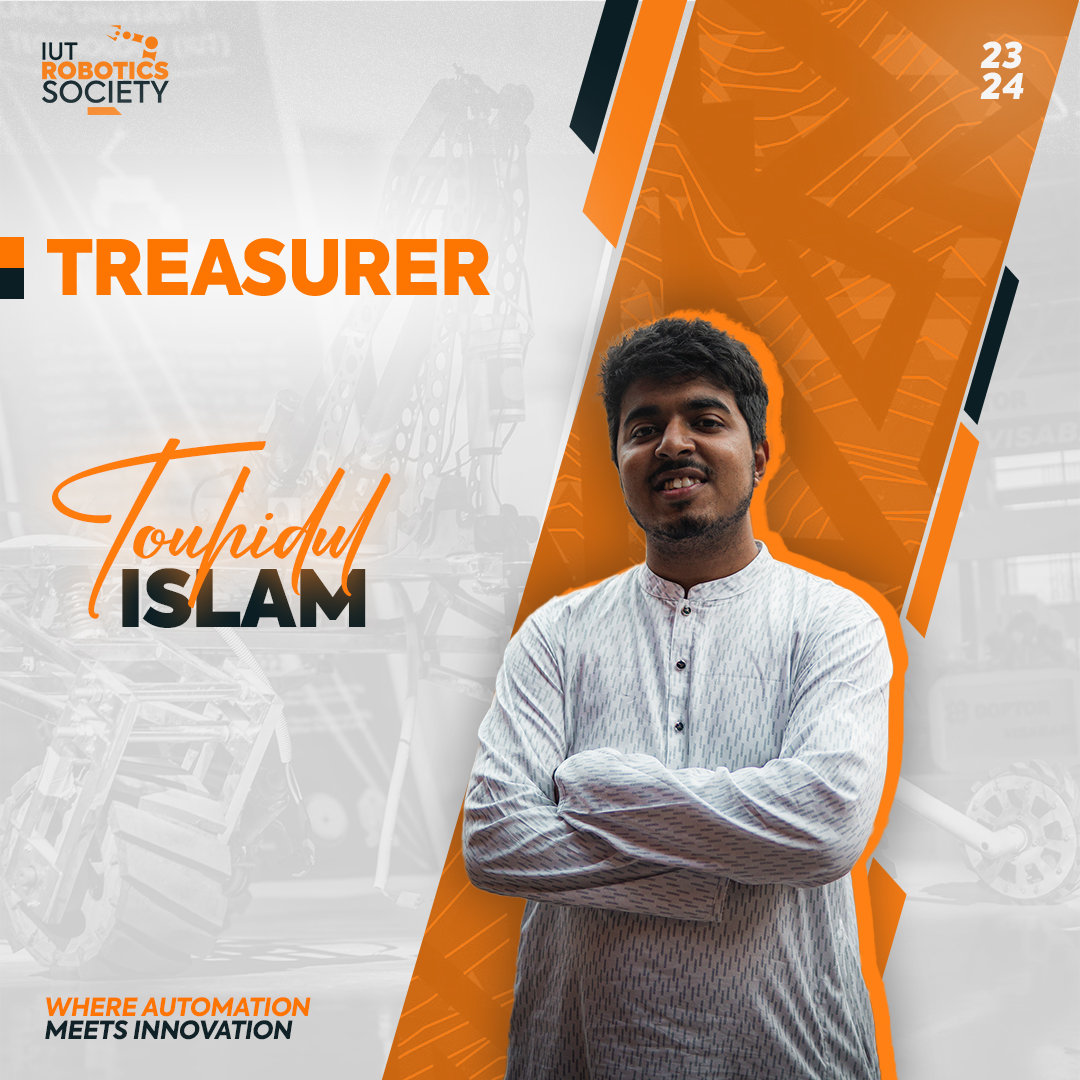 IUT
ROBOTICS
SOCIETY
23
24
TREASURER
Touhidul
ISLAM
WHERE AUTOMATION
MEETS INNOVATION